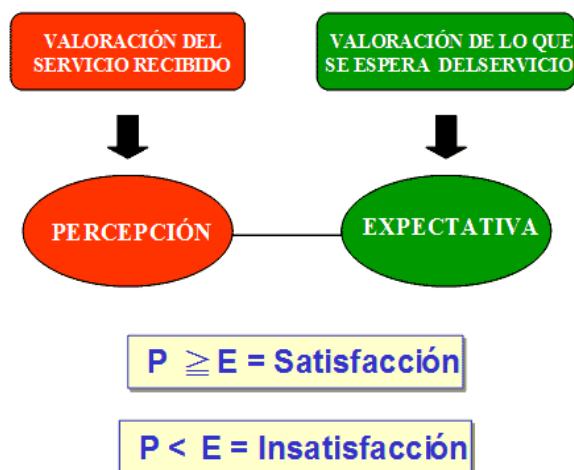 VALORACIÓN DEL
SERVICIO RECIBIDO
VALORACIÓN DE LO QUE
SE ESPERA DELSERVICIO
PERCEPCIÓN
EXPECTATIVA
P ≧ E = Satisfacción
P < E = Insatisfacción